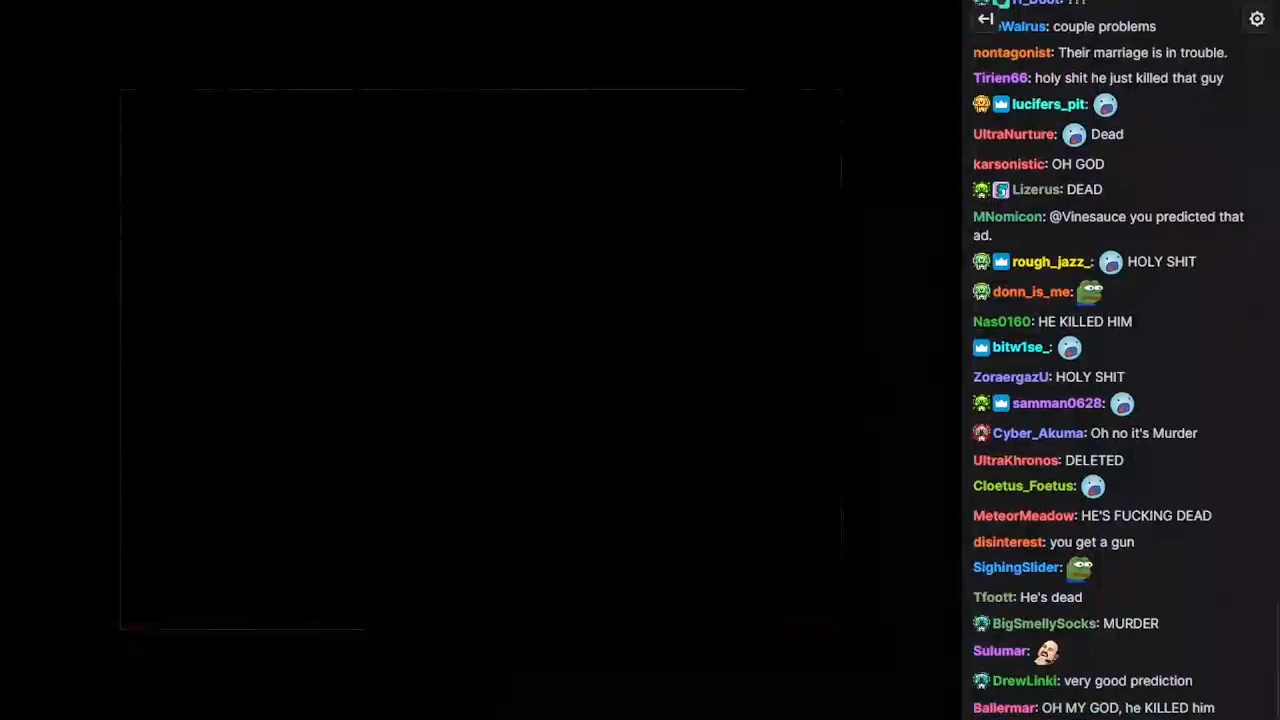 Walrus: couple problems
nontagonist: Their marriage is in trouble.
Tirien66: holy shit he just killed that guy
lucifers_pit:
UltraNurture: Dead
karsonistic: OH GOD
Lizerus: DEAD
MNomicon: @Vinesauce you predicted that
ad.
rough_jazz_: HOLY SHIT
donn_is_me:
Nas0160: HE KILLED HIM
bitw1se_:
ZoraergazU: HOLY SHIT
samman0628:
Cyber_Akuma: Oh no it's Murder
UltraKhronos: DELETED
Cloetus_Foetus:
MeteorMeadow: HE'S FUCKING DEAD
disinterest: you get a gun
SighingSlider:
Tfoott: He's dead
BigSmellySocks: MURDER
Sulumar:
DrewLinki: very good prediction
Ballermar: OH MY GOD, he KILLED him